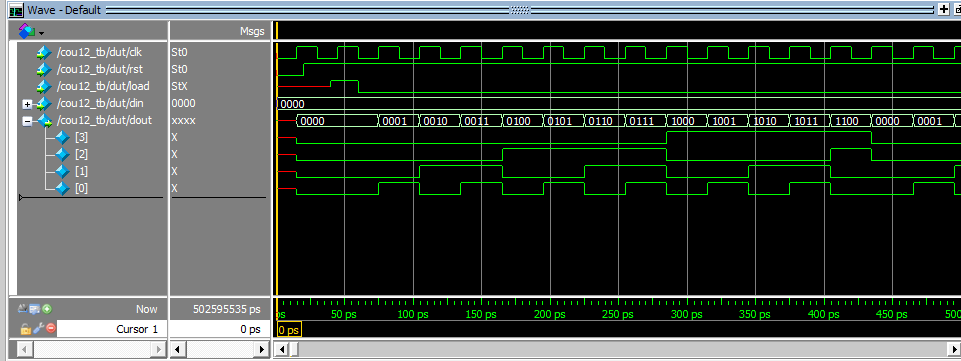 Wave - Default
Msgs
/cou12_tb/dut/clk St0
/cou12_tb/dut/rst St0
/cou12_tb/dut/load StX
/cou12_tb/dut/din 0000 0000
/cou12_tb/dut/dout xxxx 0000 0001 0010 0011 0100 0101 0110 0111 1000 1001 1010 1011 1100 0000 0001
[3] X
[2] X
[1] X
[0] X
Now 502595535 ps ps 50 ps 100 ps 150 ps 200 ps 250 ps 300 ps 350 ps 400 ps 450 ps 500
Cursor 1 0 ps 0 ps